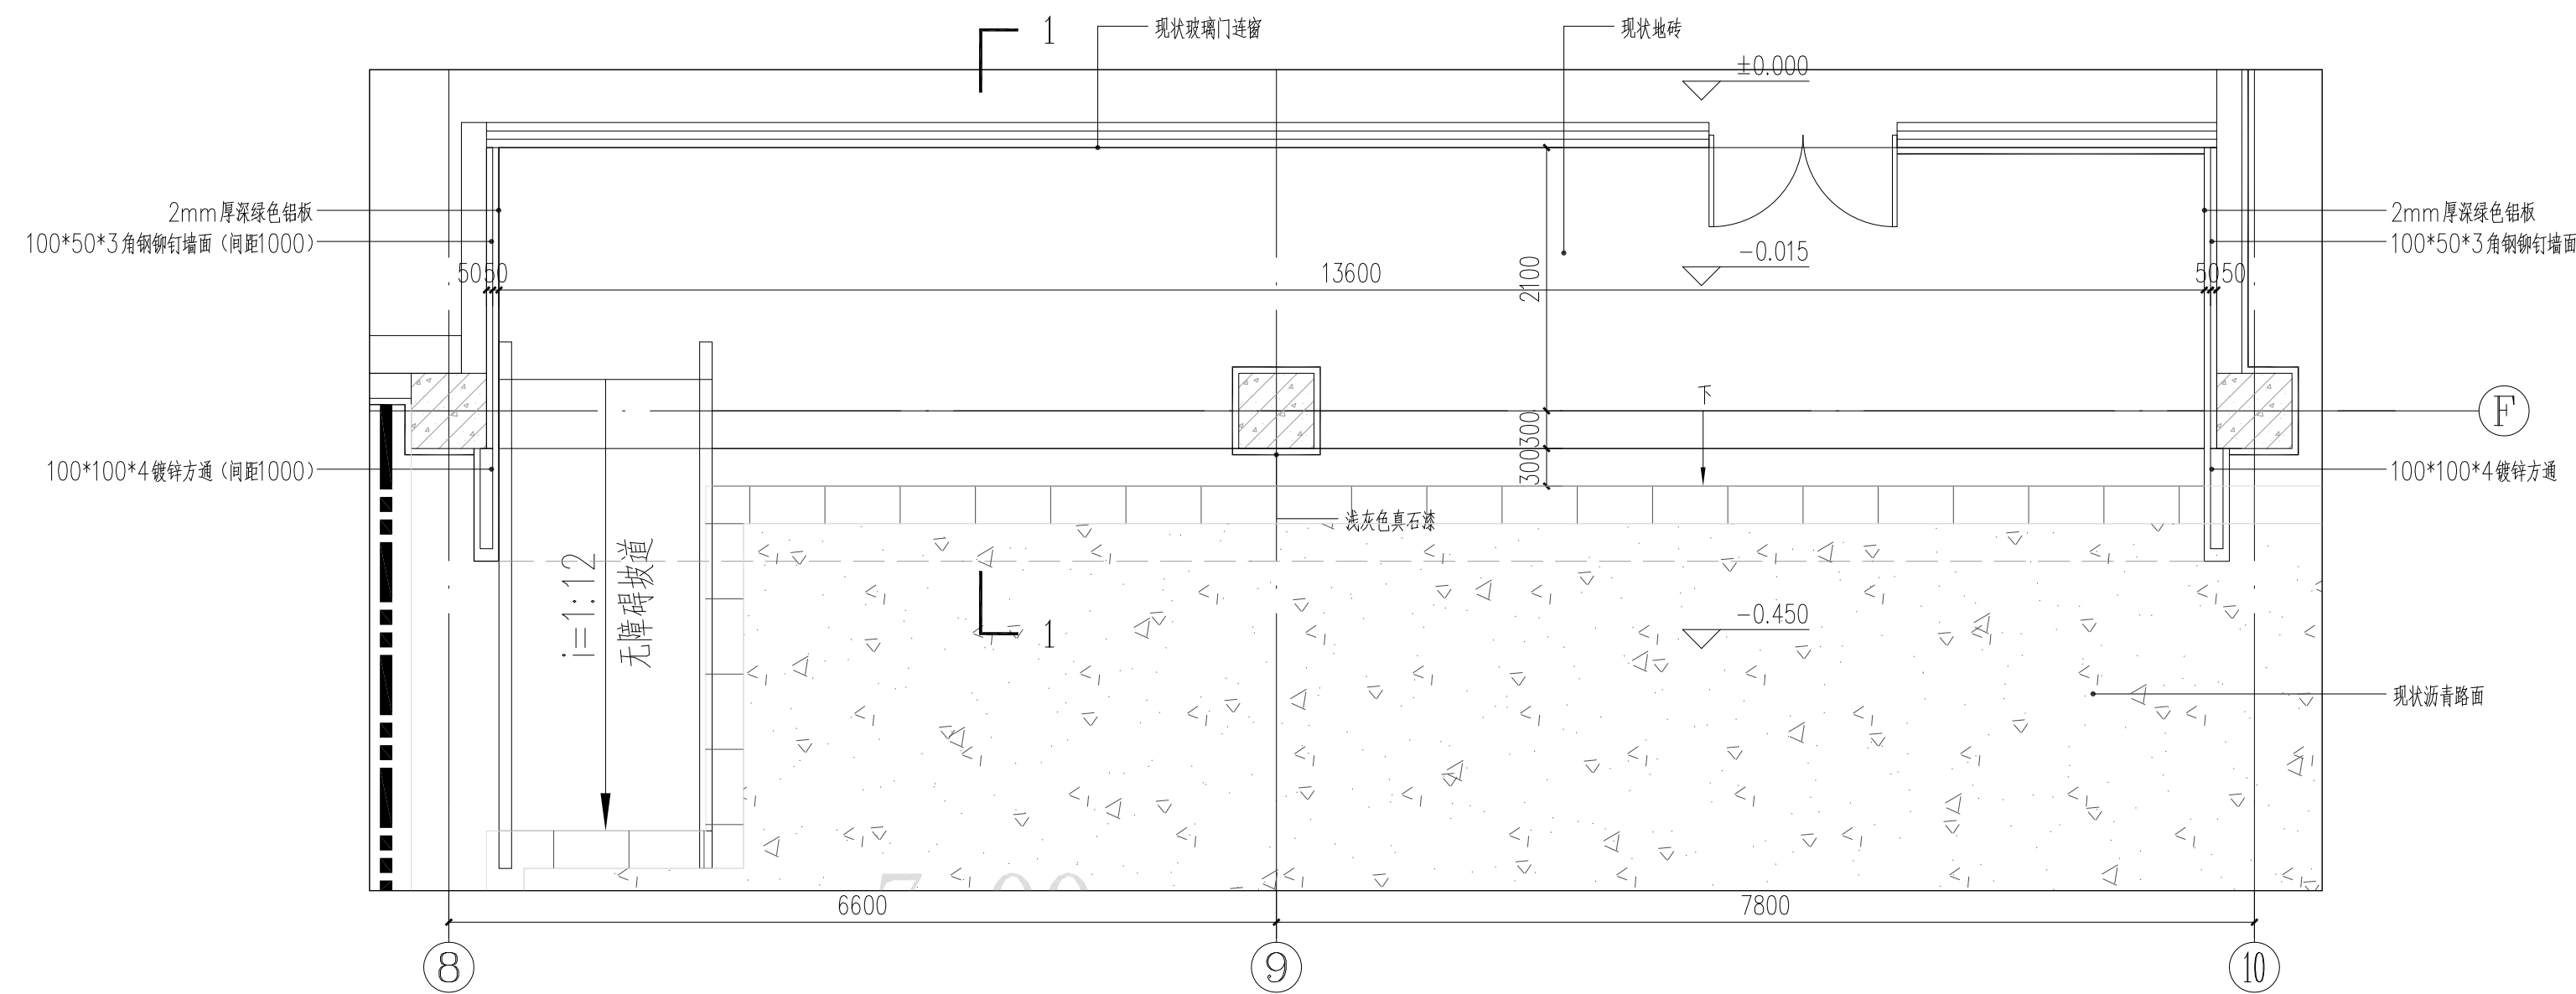 1
现状玻璃门连窗
现状地砖
±0.000
2mm厚深绿色铝板
100*50*3角钢铆钉墙面（间距1000）
2mm厚深绿色铝板
100*50*3角钢铆钉墙面
-0.015
5050
13600
5050
2100
下
300
300
F
100*100*4镀锌方通（间距1000）
100*100*4镀锌方通
浅灰色真石漆
i=1:12
无障碍坡道
1
-0.450
现状沥青路面
6600
7800
8
9
10